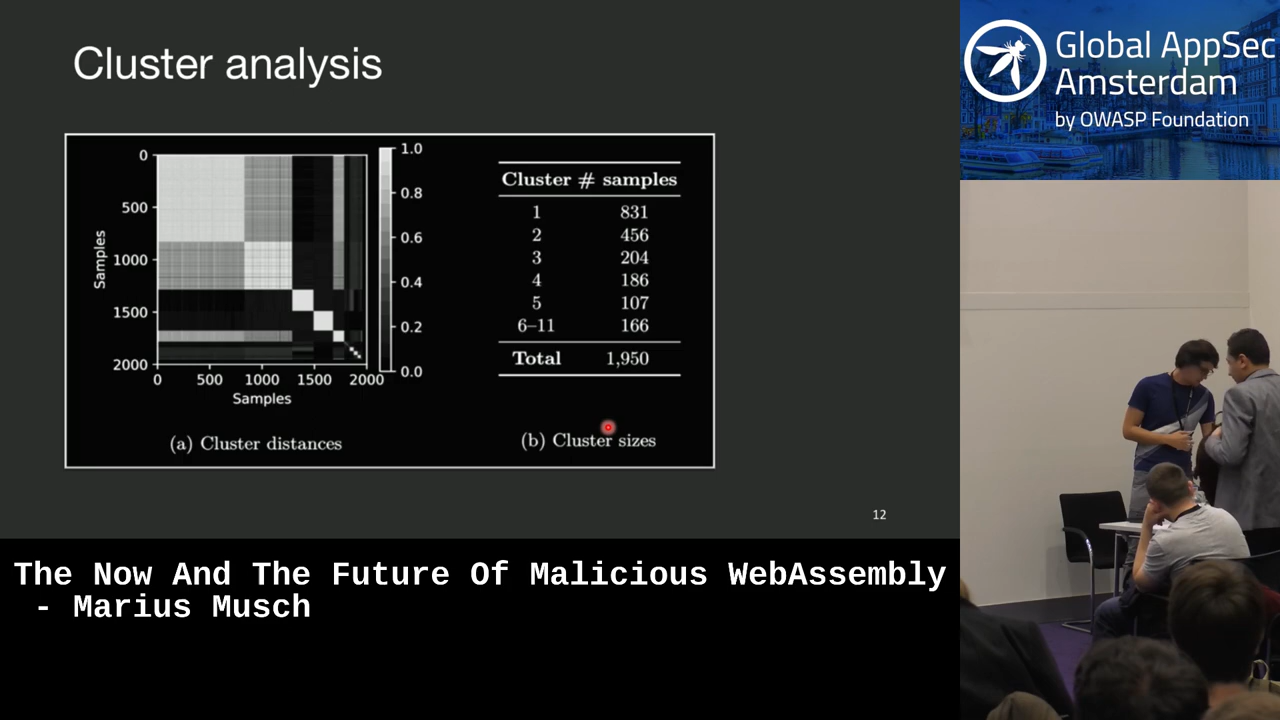 Cluster analysis
Global AppSec
Amsterdam
by OWASP Foundation
0
500
1000
1500
2000
Samples
0 500 1000 1500 2000
Samples
1.0
0.8
0.6
0.4
0.2
0.0
(a) Cluster distances
Cluster # samples
1 831
2 456
3 204
4 186
5 107
6–11 166
Total 1,950
(b) Cluster sizes
12
The Now And The Future Of Malicious WebAssembly
- Marius Musch